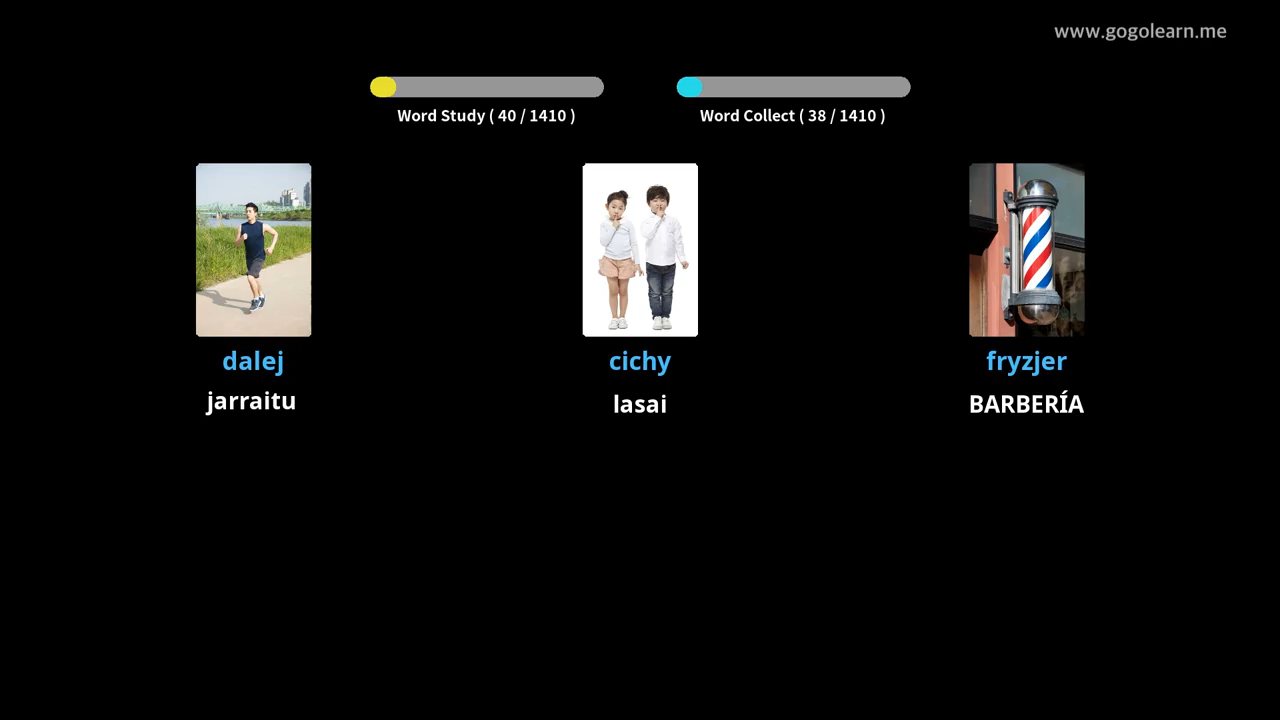 www.gogolearn.me
Word Study ( 40 / 1410 )
Word Collect ( 38 / 1410 )
dalej
cichy
fryzjer
jarraitu
lasai
BARBERÍA